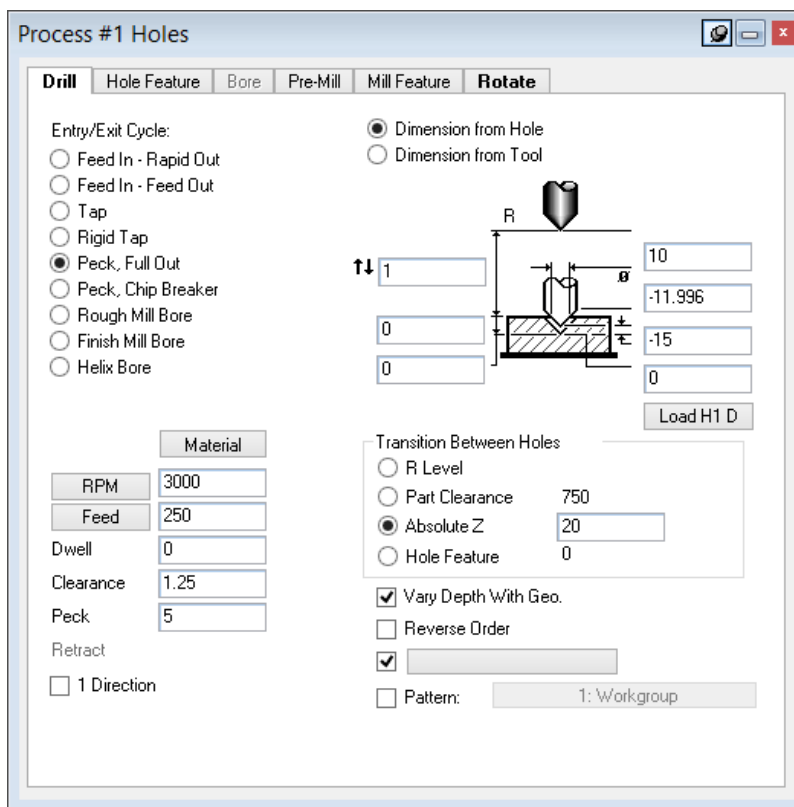 Process #1 Holes
Drill Hole Feature Bore Pre-Mill Mill Feature Rotate
Entry/Exit Cycle:
Feed In - Rapid Out
Feed In - Feed Out
Tap
Rigid Tap
Peck, Full Out
Peck, Chip Breaker
Rough Mill Bore
Finish Mill Bore
Helix Bore
Dimension from Hole
Dimension from Tool
R
1
0
0
ø
10
-11.996
-15
0
Load H1 D
Material
RPM 3000
Feed 250
Dwell 0
Clearance 1.25
Peck 5
Retract
1 Direction
Transition Between Holes
R Level
Part Clearance 750
Absolute Z 20
Hole Feature 0
Vary Depth With Geo.
Reverse Order
Pattern: 1: Workgroup